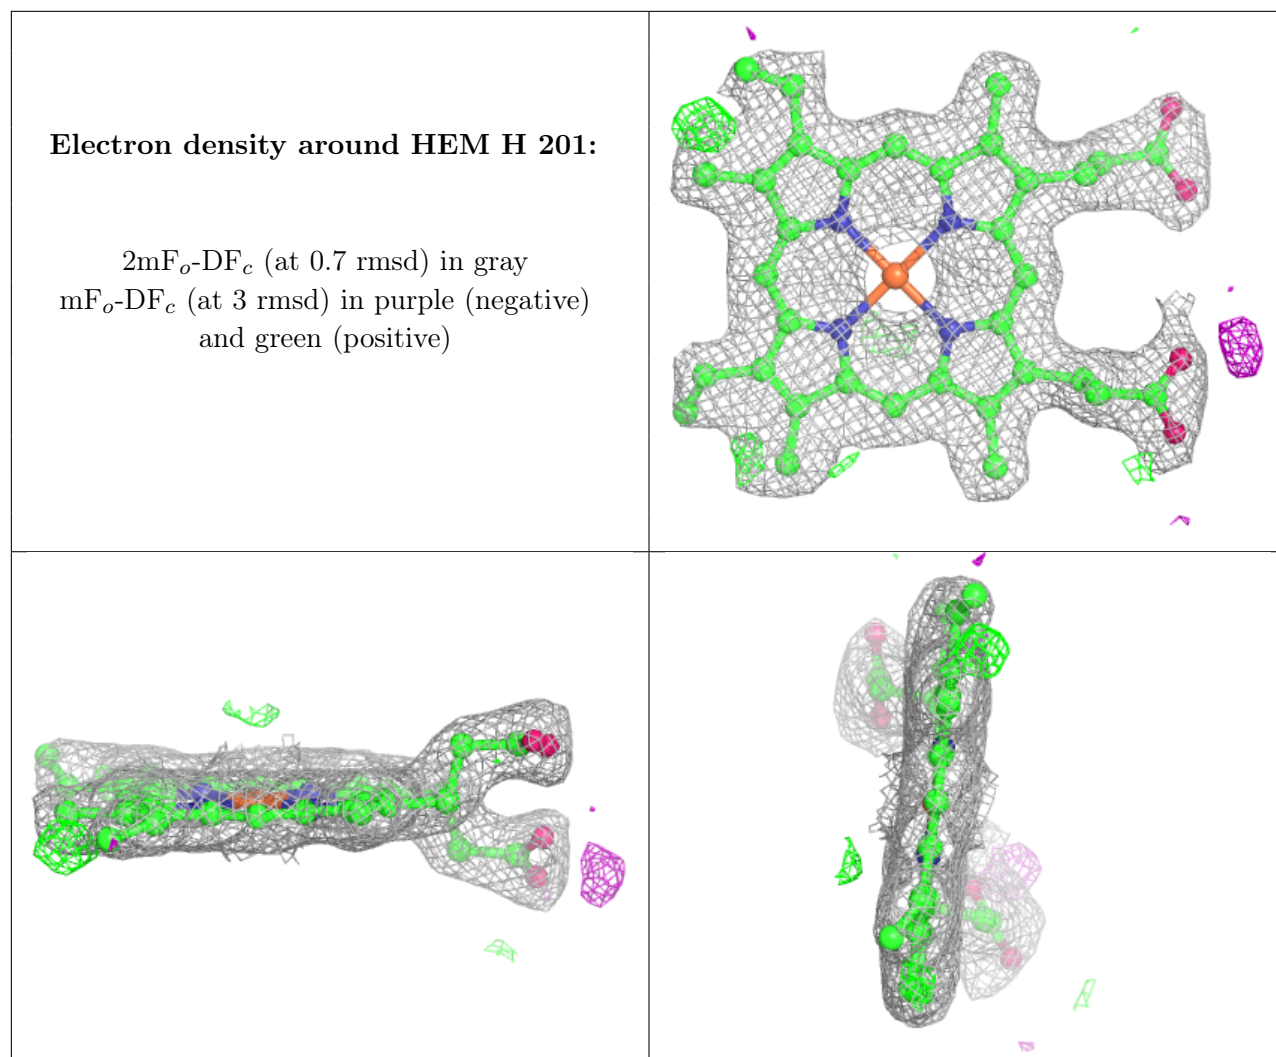 Electron density around HEM H 201:
2mFo-DFc (at 0.7 rmsd) in gray
mFo-DFc (at 3 rmsd) in purple (negative)
and green (positive)